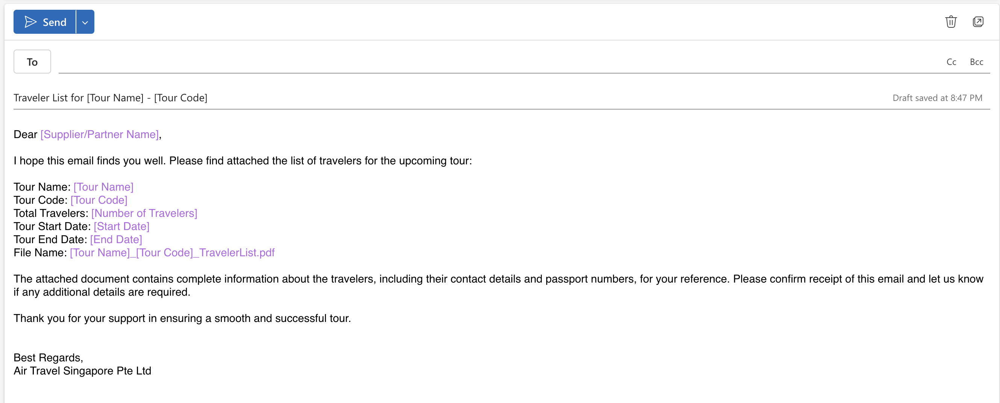 Send
To
Cc Bcc
Traveler List for [Tour Name] - [Tour Code]
Draft saved at 8:47 PM
Dear [Supplier/Partner Name],
I hope this email finds you well. Please find attached the list of travelers for the upcoming tour:
Tour Name: [Tour Name]
Tour Code: [Tour Code]
Total Travelers: [Number of Travelers]
Tour Start Date: [Start Date]
Tour End Date: [End Date]
File Name: [Tour Name]_[Tour Code]_TravelerList.pdf
The attached document contains complete information about the travelers, including their contact details and passport numbers, for your reference. Please confirm receipt of this email and let us know
if any additional details are required.
Thank you for your support in ensuring a smooth and successful tour.
Best Regards,
Air Travel Singapore Pte Ltd